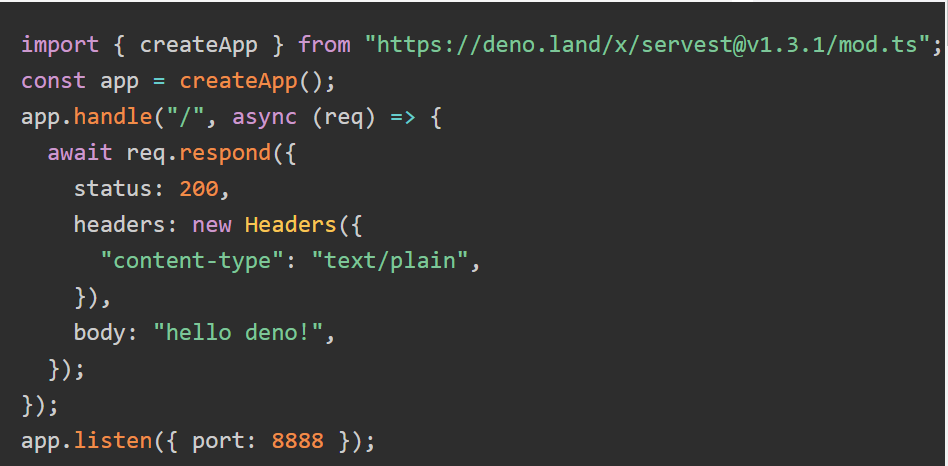 import { createApp } from "https://deno.land/x/servest@v1.3.1/mod.ts";
const app = createApp();
app.handle("/", async (req) => {
  await req.respond({
    status: 200,
    headers: new Headers({
      "content-type": "text/plain",
    }),
    body: "hello deno!",
  });
});
app.listen({ port: 8888 });